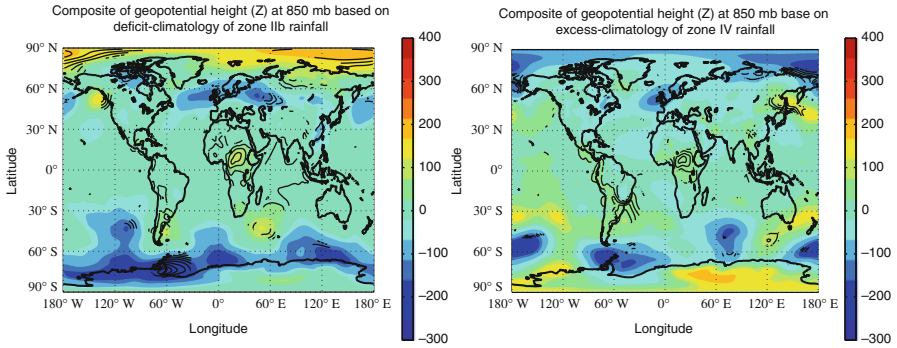 Composite of geopotential height (Z) at 850 mb based on
deficit-climatology of zone IIb rainfall
90° N
60° N
30° N
0°
30° S
60° S
90° S
Latitude
180° W
120° W
60° W
0°
60° E
120° E
180° E
Longitude
400
300
200
100
0
−100
−200
−300
Composite of geopotential height (Z) at 850 mb base on
excess-climatology of zone IV rainfall
90° N
60° N
30° N
0°
30° S
60° S
90° S
Latitude
180° W
120° W
60° W
0°
60° E
120° E
180° E
Longitude
400
300
200
100
0
−100
−200
−300